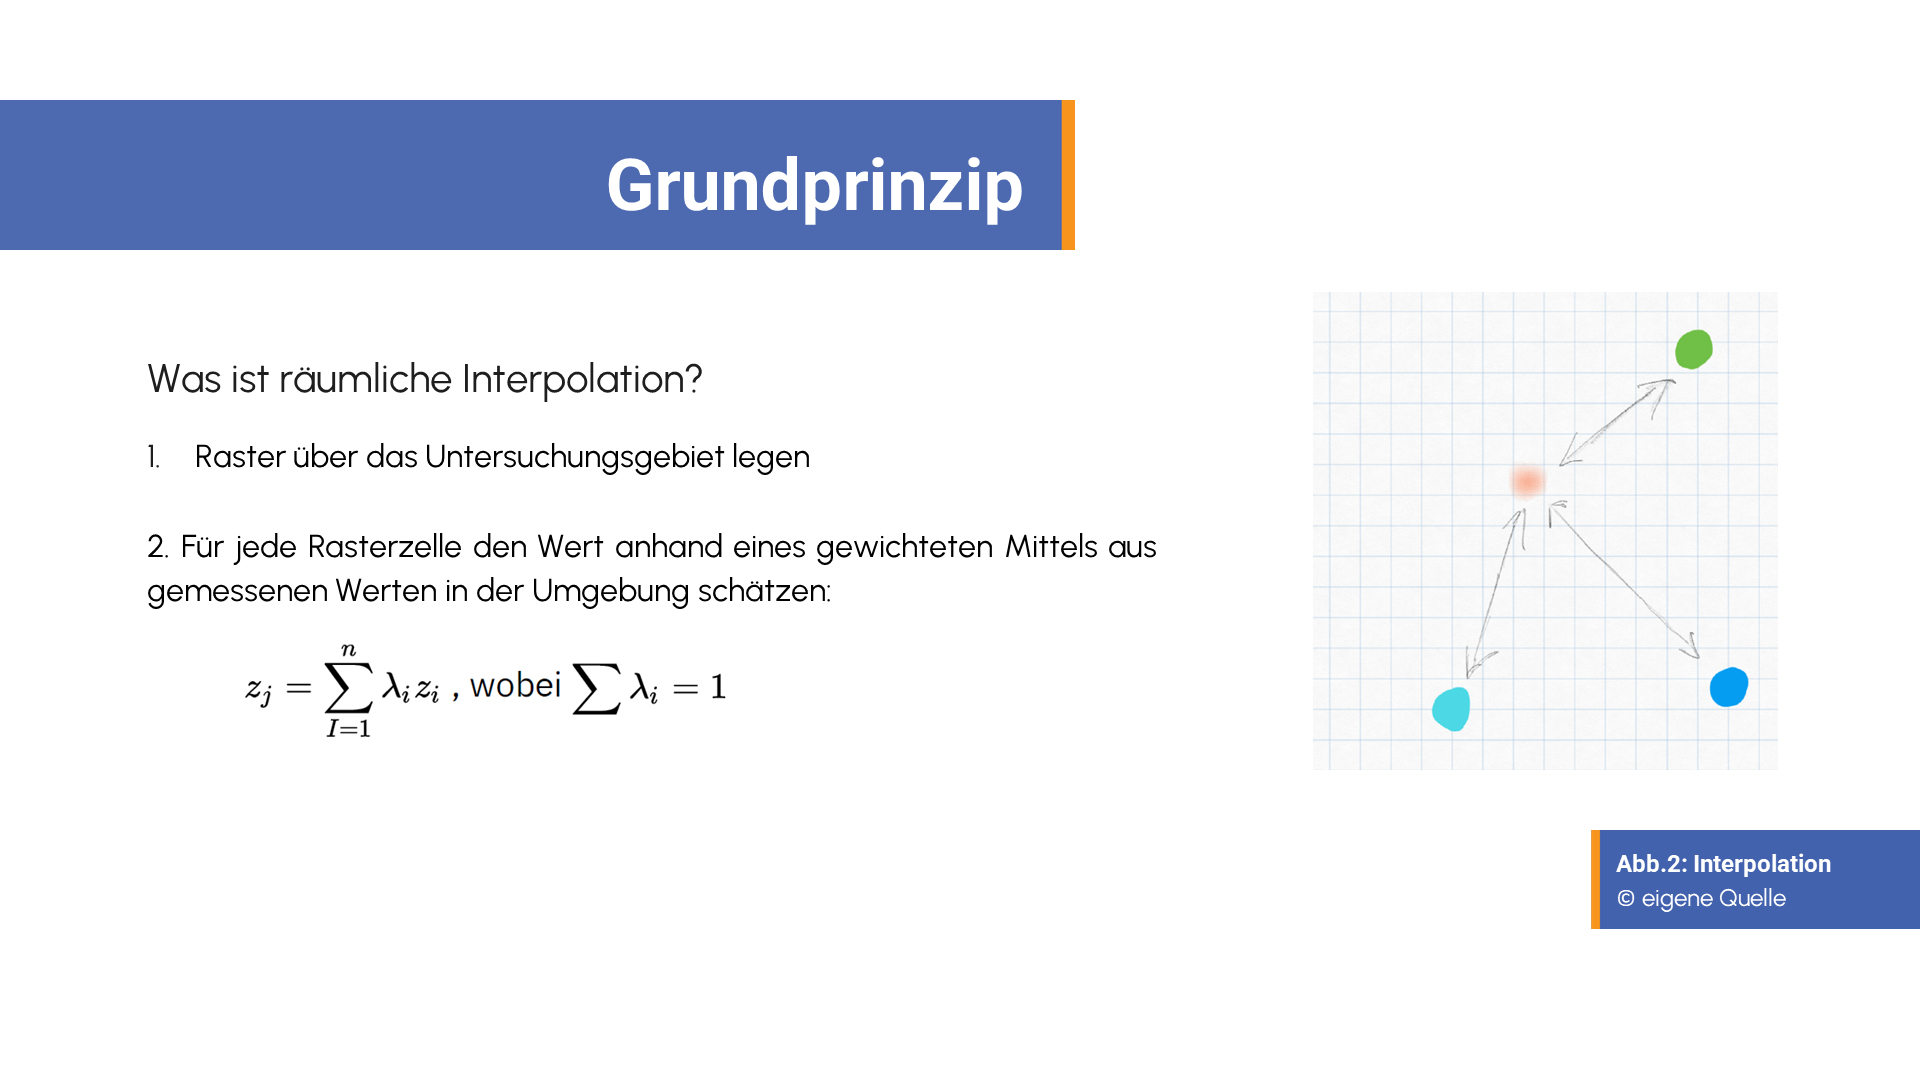 Grundprinzip
Was ist räumliche Interpolation?
1. Raster über das Untersuchungsgebiet legen
2. Für jede Rasterzelle den Wert anhand eines gewichteten Mittels aus
gemessenen Werten in der Umgebung schätzen:
$z_j = \sum_{I=1}^{n} \lambda_i z_i$ , wobei $\sum \lambda_i = 1$
Abb.2: Interpolation
© eigene Quelle